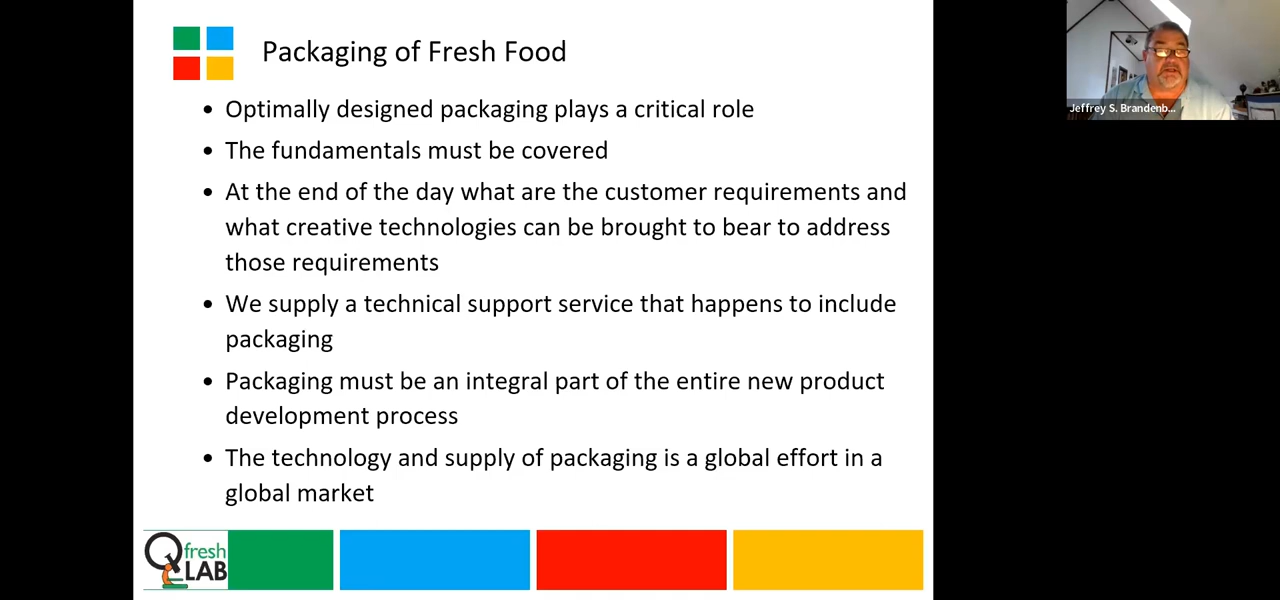 Packaging of Fresh Food
• Optimally designed packaging plays a critical role
• The fundamentals must be covered
• At the end of the day what are the customer requirements and
what creative technologies can be brought to bear to address
those requirements
• We supply a technical support service that happens to include
packaging
• Packaging must be an integral part of the entire new product
development process
• The technology and supply of packaging is a global effort in a
global market
Q fresh
LAB
Jeffrey S. Brandenb...